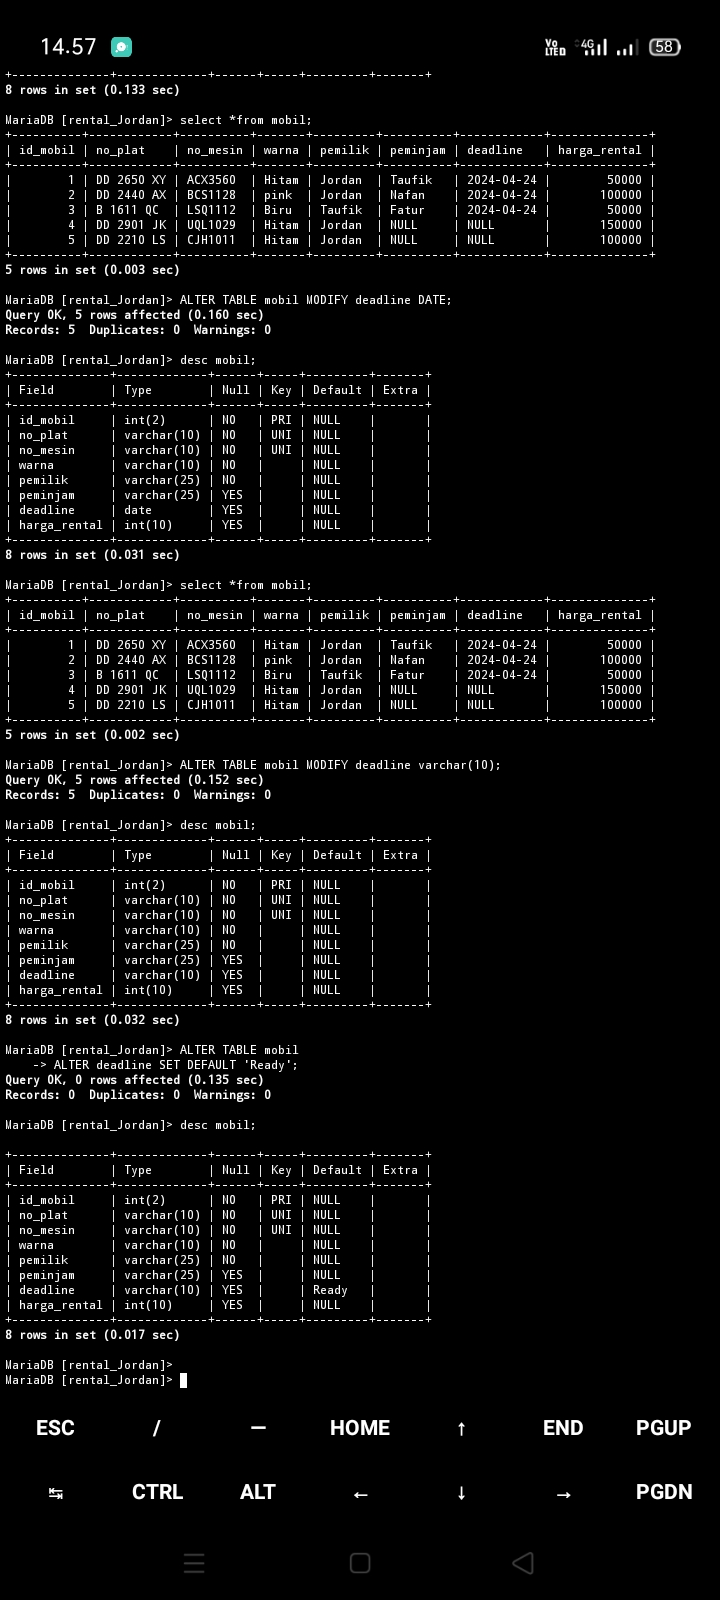 14.57 Vo LTED 4G 58
+--------------+-------------+------+-----+---------+-------+
8 rows in set (0.133 sec)
MariaDB [rental_Jordan]> select *from mobil;
+----------+------------+----------+-------+---------+----------+------------+--------------+
| id_mobil | no_plat    | no_mesin | warna | pemilik | peminjam | deadline   | harga_rental |
+----------+------------+----------+-------+---------+----------+------------+--------------+
|        1 | DD 2650 XY | ACX3560  | Hitam | Jordan  | Taufik   | 2024-04-24 |        50000 |
|        2 | DD 2440 AX | BCS1128  | pink  | Jordan  | Nafan    | 2024-04-24 |       100000 |
|        3 | B 1611 QC  | LSQ1112  | Biru  | Taufik  | Fatur    | 2024-04-24 |        50000 |
|        4 | DD 2901 JK | UQL1029  | Hitam | Jordan  | NULL     | NULL       |       150000 |
|        5 | DD 2210 LS | CJH1011  | Hitam | Jordan  | NULL     | NULL       |       100000 |
+----------+------------+----------+-------+---------+----------+------------+--------------+
5 rows in set (0.003 sec)
MariaDB [rental_Jordan]> ALTER TABLE mobil MODIFY deadline DATE;
Query OK, 5 rows affected (0.160 sec)
Records: 5  Duplicates: 0  Warnings: 0
MariaDB [rental_Jordan]> desc mobil;
+--------------+-------------+------+-----+---------+-------+
| Field        | Type        | Null | Key | Default | Extra |
+--------------+-------------+------+-----+---------+-------+
| id_mobil     | int(2)      | NO   | PRI | NULL    |       |
| no_plat      | varchar(10) | NO   | UNI | NULL    |       |
| no_mesin     | varchar(10) | NO   | UNI | NULL    |       |
| warna        | varchar(10) | NO   |     | NULL    |       |
| pemilik      | varchar(25) | NO   |     | NULL    |       |
| peminjam     | varchar(25) | YES  |     | NULL    |       |
| deadline     | date        | YES  |     | NULL    |       |
| harga_rental | int(10)     | YES  |     | NULL    |       |
+--------------+-------------+------+-----+---------+-------+
8 rows in set (0.031 sec)
MariaDB [rental_Jordan]> select *from mobil;
+----------+------------+----------+-------+---------+----------+------------+--------------+
| id_mobil | no_plat    | no_mesin | warna | pemilik | peminjam | deadline   | harga_rental |
+----------+------------+----------+-------+---------+----------+------------+--------------+
|        1 | DD 2650 XY | ACX3560  | Hitam | Jordan  | Taufik   | 2024-04-24 |        50000 |
|        2 | DD 2440 AX | BCS1128  | pink  | Jordan  | Nafan    | 2024-04-24 |       100000 |
|        3 | B 1611 QC  | LSQ1112  | Biru  | Taufik  | Fatur    | 2024-04-24 |        50000 |
|        4 | DD 2901 JK | UQL1029  | Hitam | Jordan  | NULL     | NULL       |       150000 |
|        5 | DD 2210 LS | CJH1011  | Hitam | Jordan  | NULL     | NULL       |       100000 |
+----------+------------+----------+-------+---------+----------+------------+--------------+
5 rows in set (0.002 sec)
MariaDB [rental_Jordan]> ALTER TABLE mobil MODIFY deadline varchar(10);
Query OK, 5 rows affected (0.152 sec)
Records: 5  Duplicates: 0  Warnings: 0
MariaDB [rental_Jordan]> desc mobil;
+--------------+-------------+------+-----+---------+-------+
| Field        | Type        | Null | Key | Default | Extra |
+--------------+-------------+------+-----+---------+-------+
| id_mobil     | int(2)      | NO   | PRI | NULL    |       |
| no_plat      | varchar(10) | NO   | UNI | NULL    |       |
| no_mesin     | varchar(10) | NO   | UNI | NULL    |       |
| warna        | varchar(10) | NO   |     | NULL    |       |
| pemilik      | varchar(25) | NO   |     | NULL    |       |
| peminjam     | varchar(25) | YES  |     | NULL    |       |
| deadline     | varchar(10) | YES  |     | NULL    |       |
| harga_rental | int(10)     | YES  |     | NULL    |       |
+--------------+-------------+------+-----+---------+-------+
8 rows in set (0.032 sec)
MariaDB [rental_Jordan]> ALTER TABLE mobil
    -> ALTER deadline SET DEFAULT 'Ready';
Query OK, 0 rows affected (0.135 sec)
Records: 0  Duplicates: 0  Warnings: 0
MariaDB [rental_Jordan]> desc mobil;
+--------------+-------------+------+-----+---------+-------+
| Field        | Type        | Null | Key | Default | Extra |
+--------------+-------------+------+-----+---------+-------+
| id_mobil     | int(2)      | NO   | PRI | NULL    |       |
| no_plat      | varchar(10) | NO   | UNI | NULL    |       |
| no_mesin     | varchar(10) | NO   | UNI | NULL    |       |
| warna        | varchar(10) | NO   |     | NULL    |       |
| pemilik      | varchar(25) | NO   |     | NULL    |       |
| peminjam     | varchar(25) | YES  |     | NULL    |       |
| deadline     | varchar(10) | YES  |     | Ready   |       |
| harga_rental | int(10)     | YES  |     | NULL    |       |
+--------------+-------------+------+-----+---------+-------+
8 rows in set (0.017 sec)
MariaDB [rental_Jordan]>
MariaDB [rental_Jordan]>
ESC / — HOME ↑ END PGUP
↹ CTRL ALT ← ↓ → PGDN